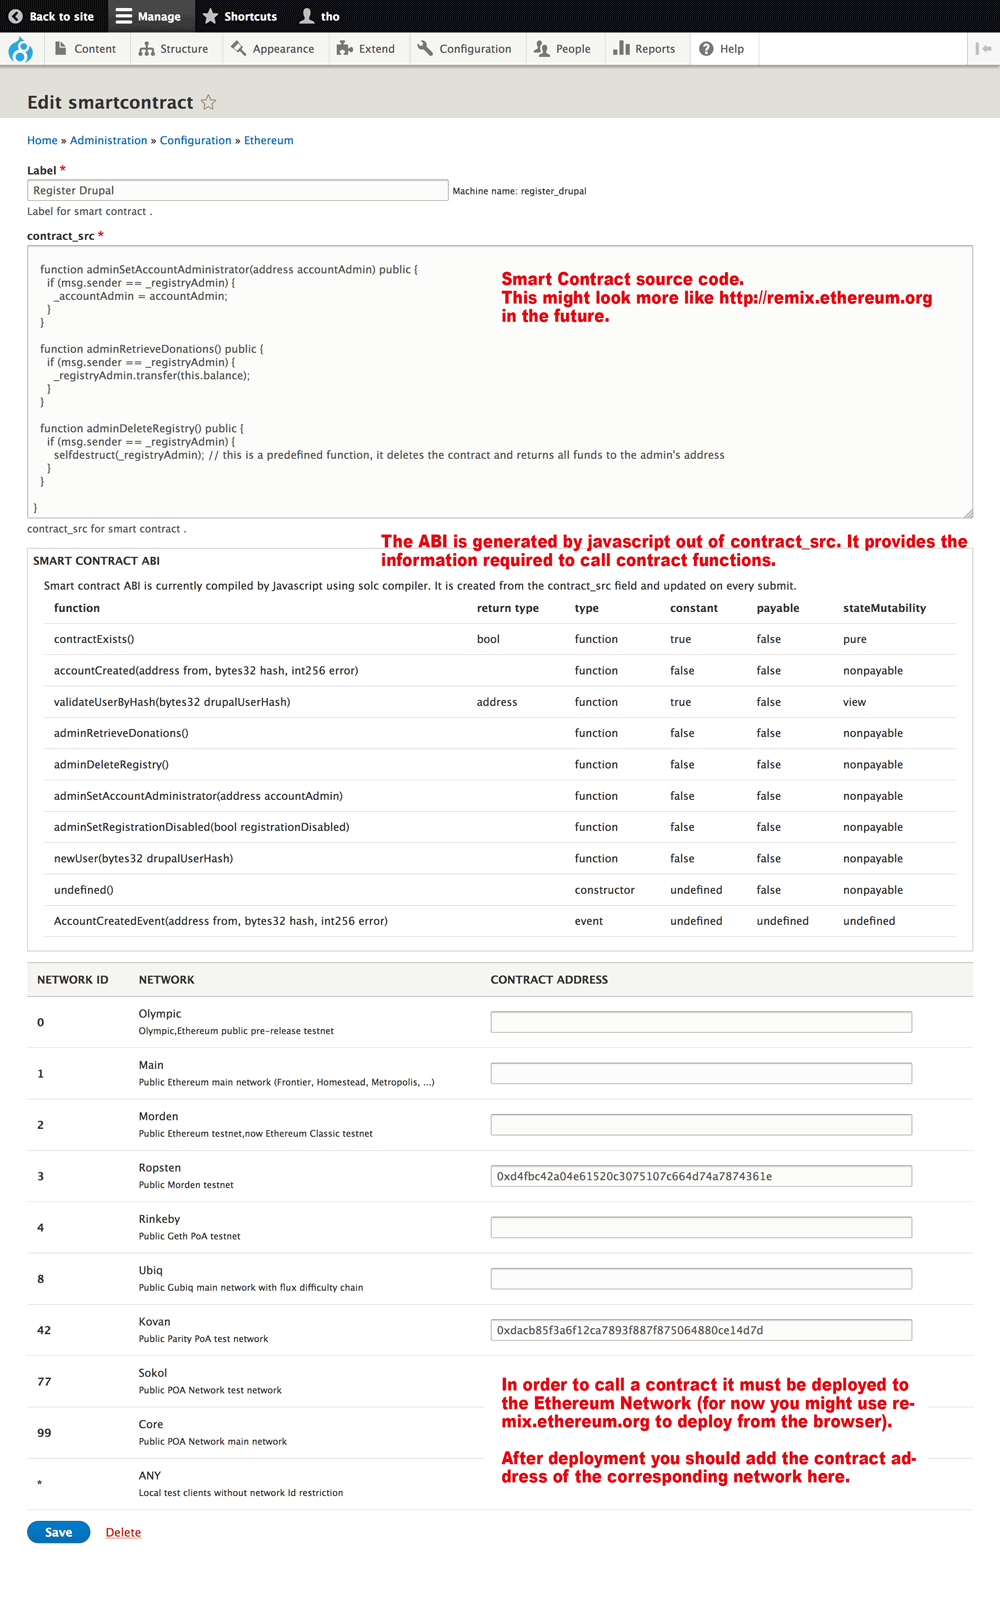 Back to site Manage Shortcuts tho
Content Structure Appearance Extend Configuration People Reports Help
Edit smartcontract
Home » Administration » Configuration » Ethereum
Label *
Register Drupal Machine name: register_drupal
Label for smart contract .
contract_src *
function adminSetAccountAdministrator(address accountAdmin) public {
if (msg.sender == _registryAdmin) {
_accountAdmin = accountAdmin;
}
}
Smart Contract source code.
This might look more like http://remix.ethereum.org
in the future.
function adminRetrieveDonations() public {
if (msg.sender == _registryAdmin) {
_registryAdmin.transfer(this.balance);
}
}
function adminDeleteRegistry() public {
if (msg.sender == _registryAdmin) {
selfdestruct(_registryAdmin); // this is a predefined function, it deletes the contract and returns all funds to the admin's address
}
}
}
contract_src for smart contract .
The ABI is generated by javascript out of contract_src. It provides the
information required to call contract functions.
SMART CONTRACT ABI
Smart contract ABI is currently compiled by Javascript using solc compiler. It is created from the contract_src field and updated on every submit.
function return type type constant payable stateMutability
contractExists() bool function true false pure
accountCreated(address from, bytes32 hash, int256 error) function false false nonpayable
validateUserByHash(bytes32 drupalUserHash) address function true false view
adminRetrieveDonations() function false false nonpayable
adminDeleteRegistry() function false false nonpayable
adminSetAccountAdministrator(address accountAdmin) function false false nonpayable
adminSetRegistrationDisabled(bool registrationDisabled) function false false nonpayable
newUser(bytes32 drupalUserHash) function false false nonpayable
undefined() constructor undefined false nonpayable
AccountCreatedEvent(address from, bytes32 hash, int256 error) event undefined undefined undefined
NETWORK ID NETWORK CONTRACT ADDRESS
0 Olympic
Olympic,Ethereum public pre-release testnet
1 Main
Public Ethereum main network (Frontier, Homestead, Metropolis, ...)
2 Morden
Public Ethereum testnet,now Ethereum Classic testnet
3 Ropsten 0xd4fbc42a04e61520c3075107c664d74a7874361e
Public Morden testnet
4 Rinkeby
Public Geth PoA testnet
8 Ubiq
Public Gubiq main network with flux difficulty chain
42 Kovan 0xdacb85f3a6f12ca7893f887f875064880ce14d7d
Public Parity PoA test network
77 Sokol
Public POA Network test network
99 Core
Public POA Network main network
* ANY
Local test clients without network Id restriction
In order to call a contract it must be deployed to
the Ethereum Network (for now you might use re-
mix.ethereum.org to deploy from the browser).
After deployment you should add the contract ad-
dress of the corresponding network here.
Save Delete